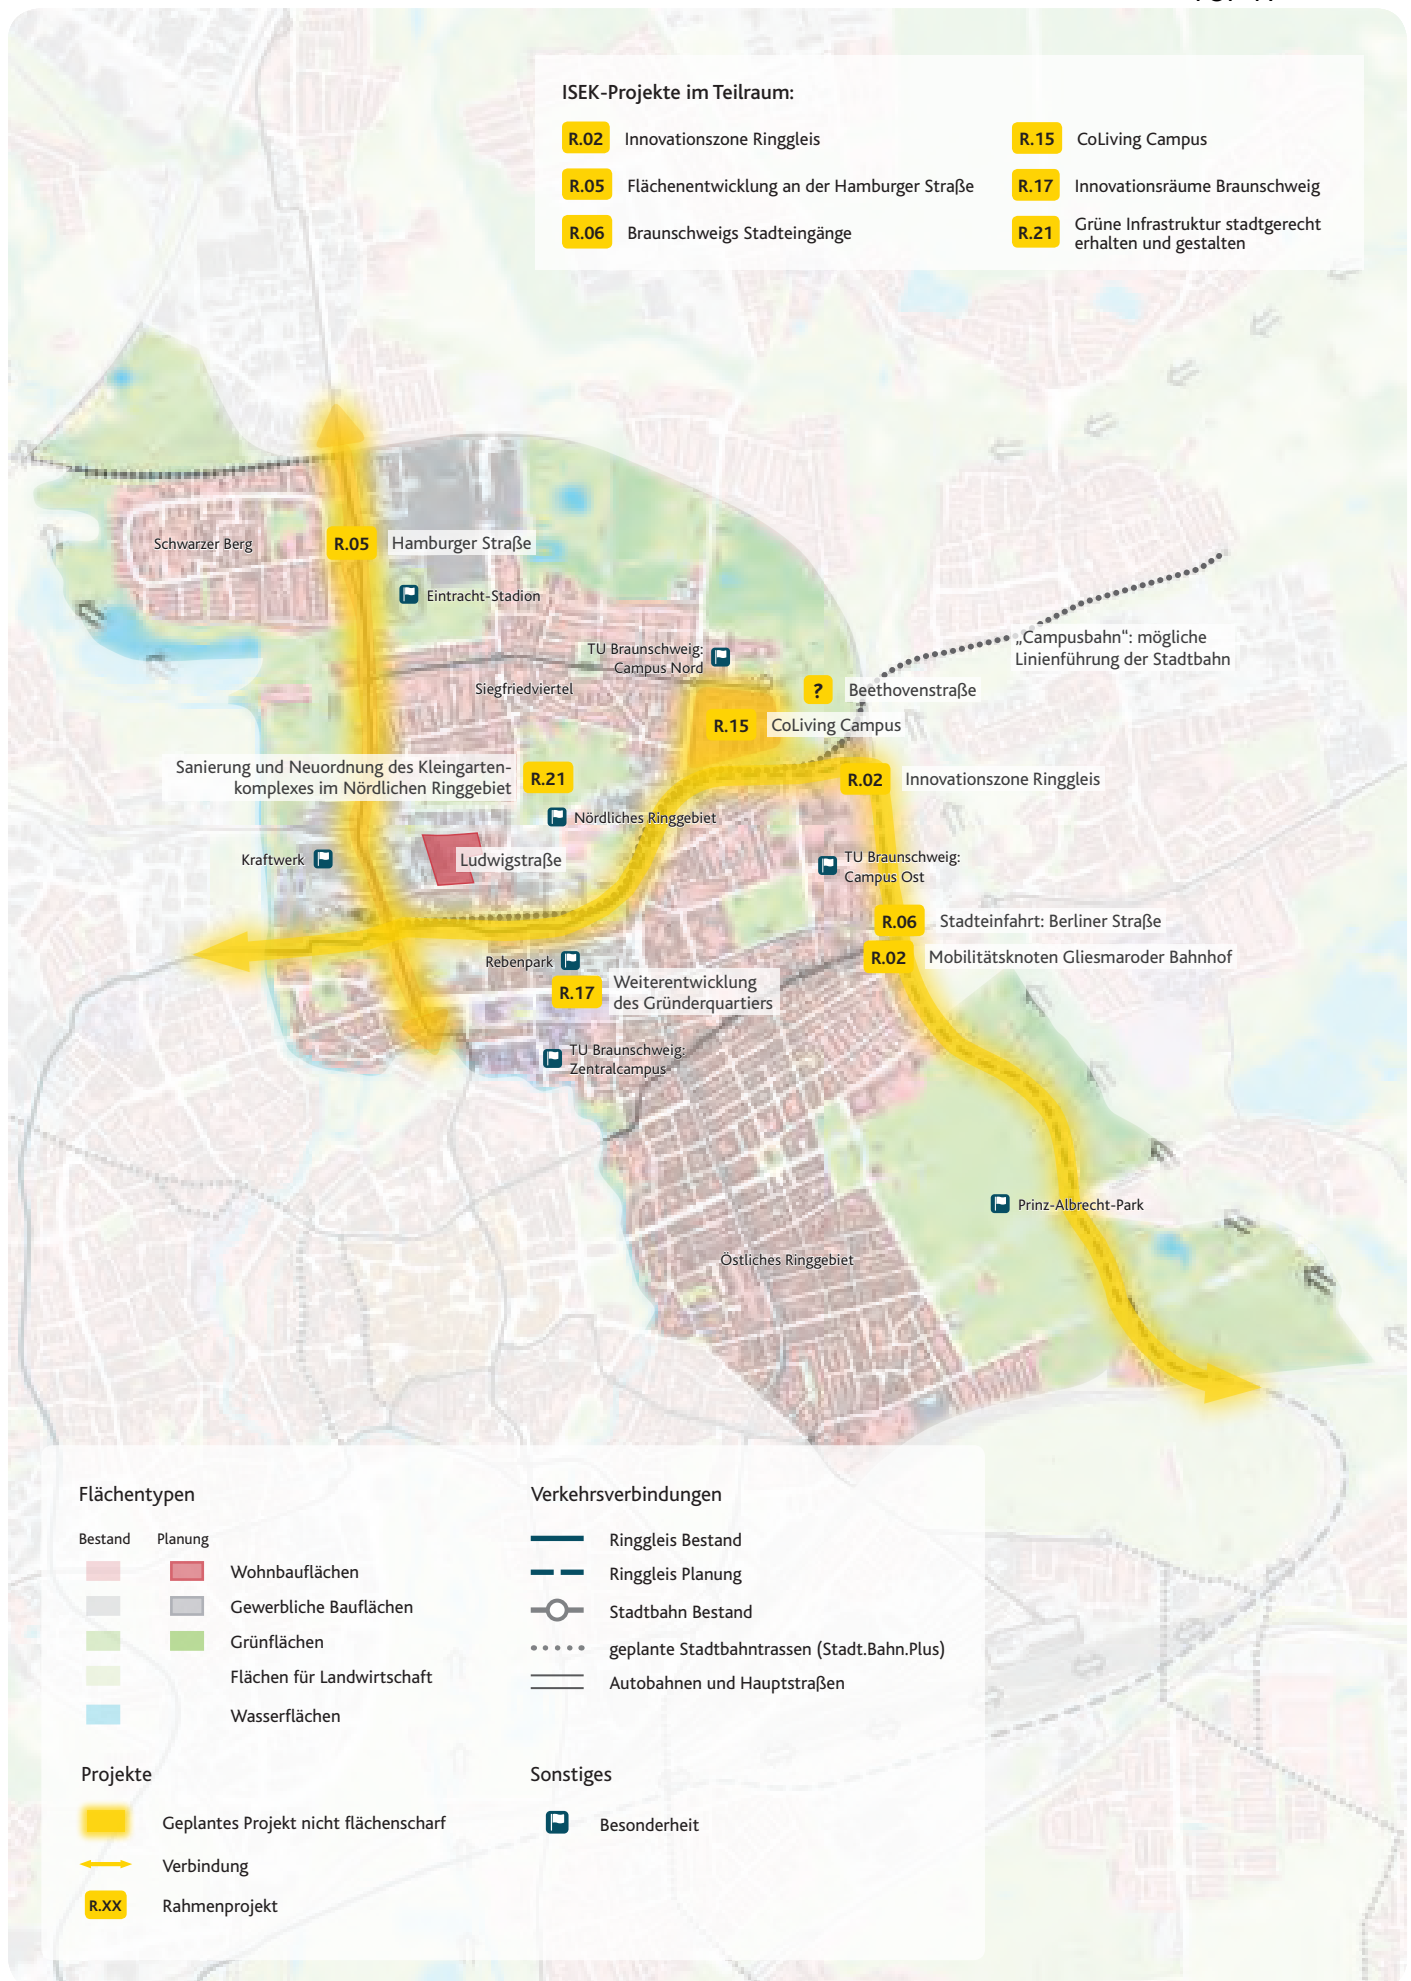 ISEK-Projekte im Teilraum:
R.02 Innovationszone Ringgleis
R.05 Flächenentwicklung an der Hamburger Straße
R.06 Braunschweigs Stadteingänge
R.15 CoLiving Campus
R.17 Innovationsräume Braunschweig
R.21 Grüne Infrastruktur stadtgerecht
erhalten und gestalten
Schwarzer Berg
R.05 Hamburger Straße
Eintracht-Stadion
„Campusbahn“: mögliche
Linienführung der Stadtbahn
TU Braunschweig:
Campus Nord
Siegfriedviertel
? Beethovenstraße
R.15 CoLiving Campus
Sanierung und Neuordnung des Kleingarten-
komplexes im Nördlichen Ringgebiet
R.21
R.02 Innovationszone Ringgleis
Nördliches Ringgebiet
Kraftwerk
Ludwigstraße
TU Braunschweig:
Campus Ost
R.06 Stadteinfahrt: Berliner Straße
R.02 Mobilitätsknoten Gliesmaroder Bahnhof
Rebenpark
R.17 Weiterentwicklung
des Gründerquartiers
TU Braunschweig:
Zentralcampus
Prinz-Albrecht-Park
Östliches Ringgebiet
Flächentypen
Bestand Planung
Wohnbauflächen
Gewerbliche Bauflächen
Grünflächen
Flächen für Landwirtschaft
Wasserflächen
Verkehrsverbindungen
Ringgleis Bestand
Ringgleis Planung
Stadtbahn Bestand
geplante Stadtbahntrassen (Stadt.Bahn.Plus)
Autobahnen und Hauptstraßen
Projekte
Geplantes Projekt nicht flächenscharf
Verbindung
R.XX Rahmenprojekt
Sonstiges
Besonderheit